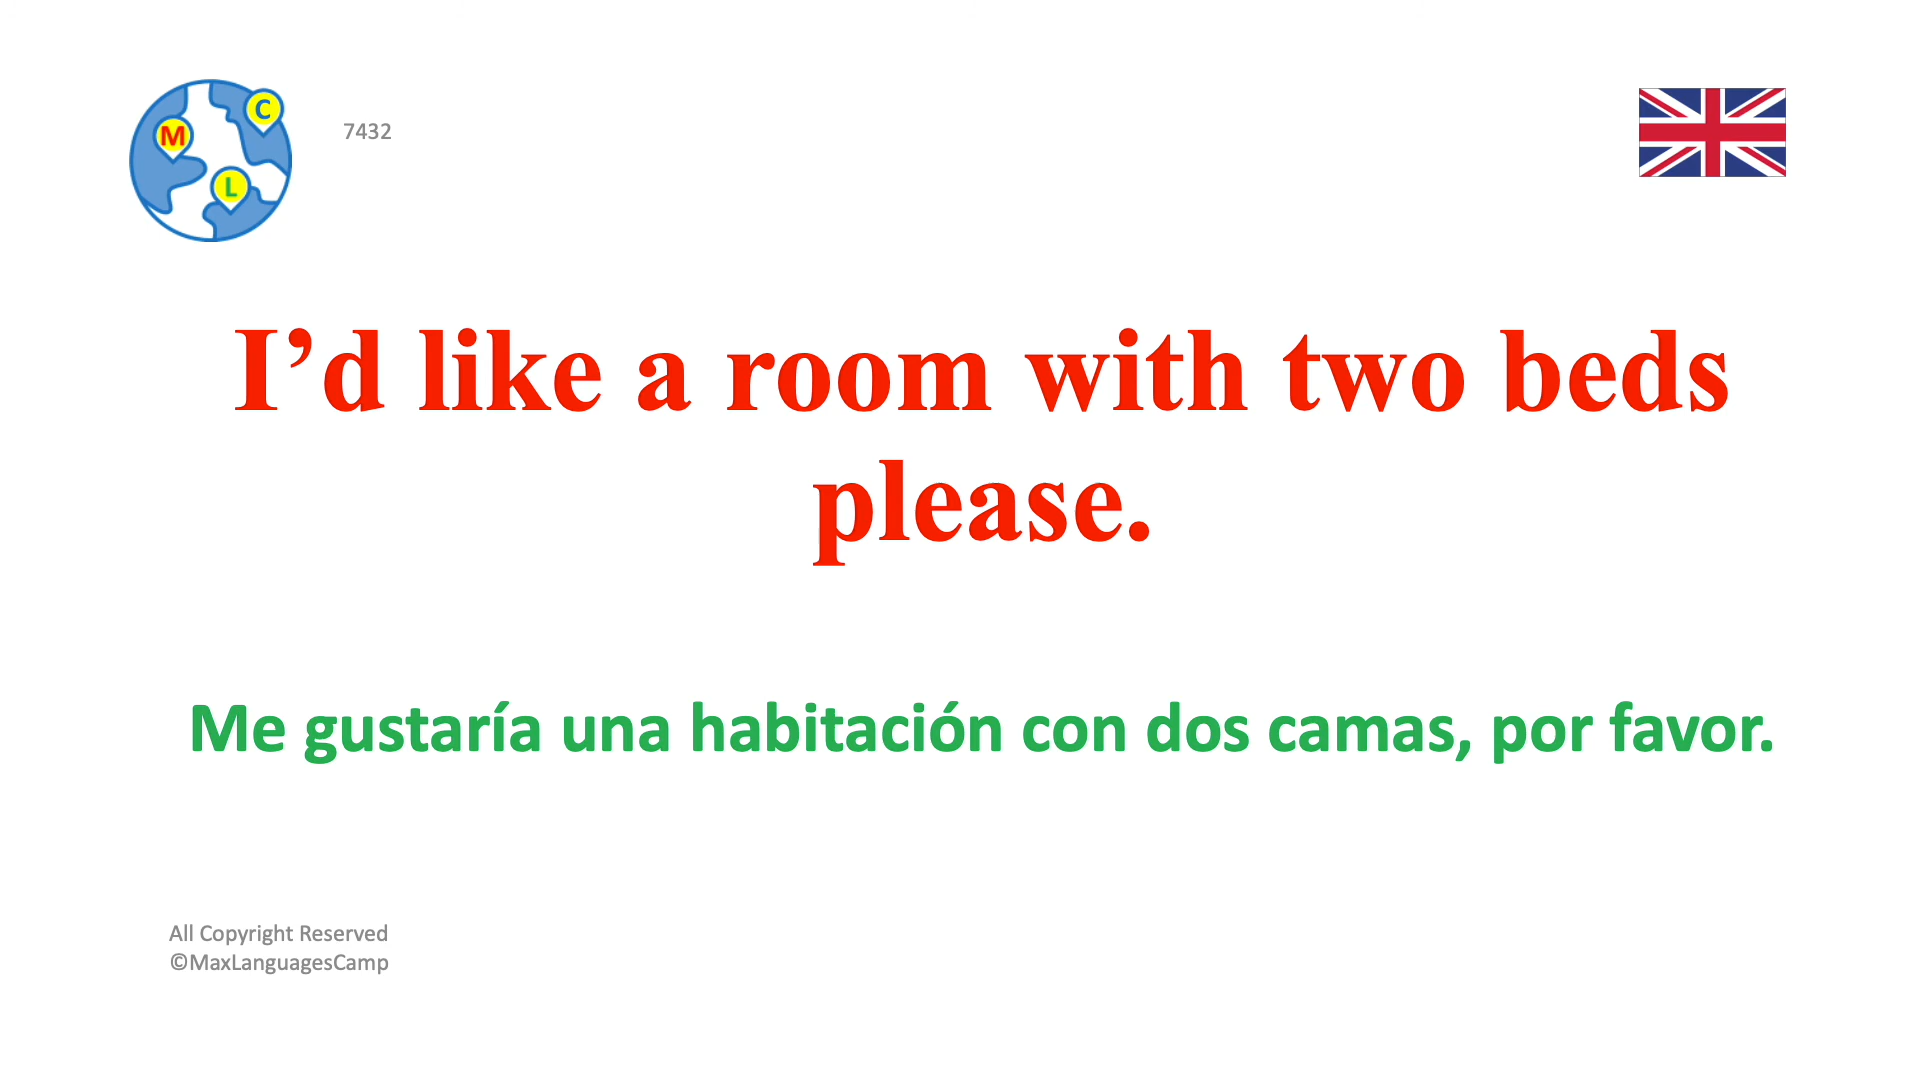 M
C
L
7432
I’d like a room with two beds
please.
Me gustaría una habitación con dos camas, por favor.
All Copyright Reserved
©MaxLanguagesCamp